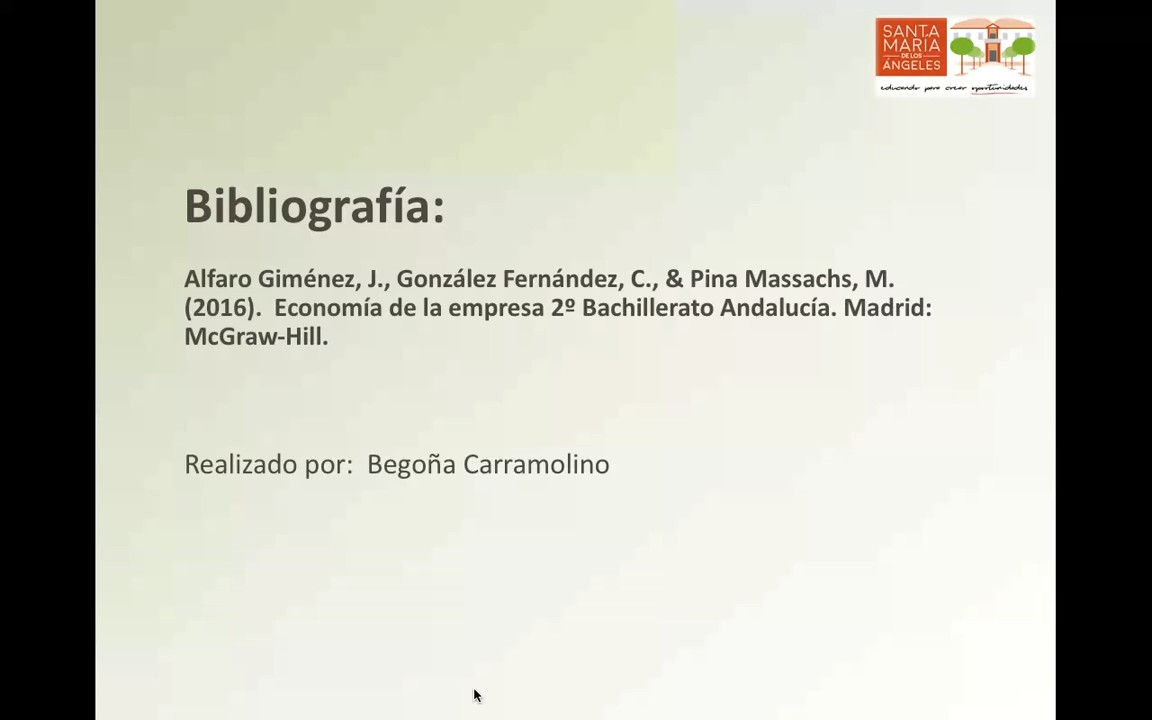 SANTA
MARÍA
DE LOS
ÁNGELES
educando para crear oportunidades
Bibliografía:
Alfaro Giménez, J., González Fernández, C., & Pina Massachs, M.
(2016).  Economía de la empresa 2º Bachillerato Andalucía. Madrid:
McGraw-Hill.
Realizado por:  Begoña Carramolino